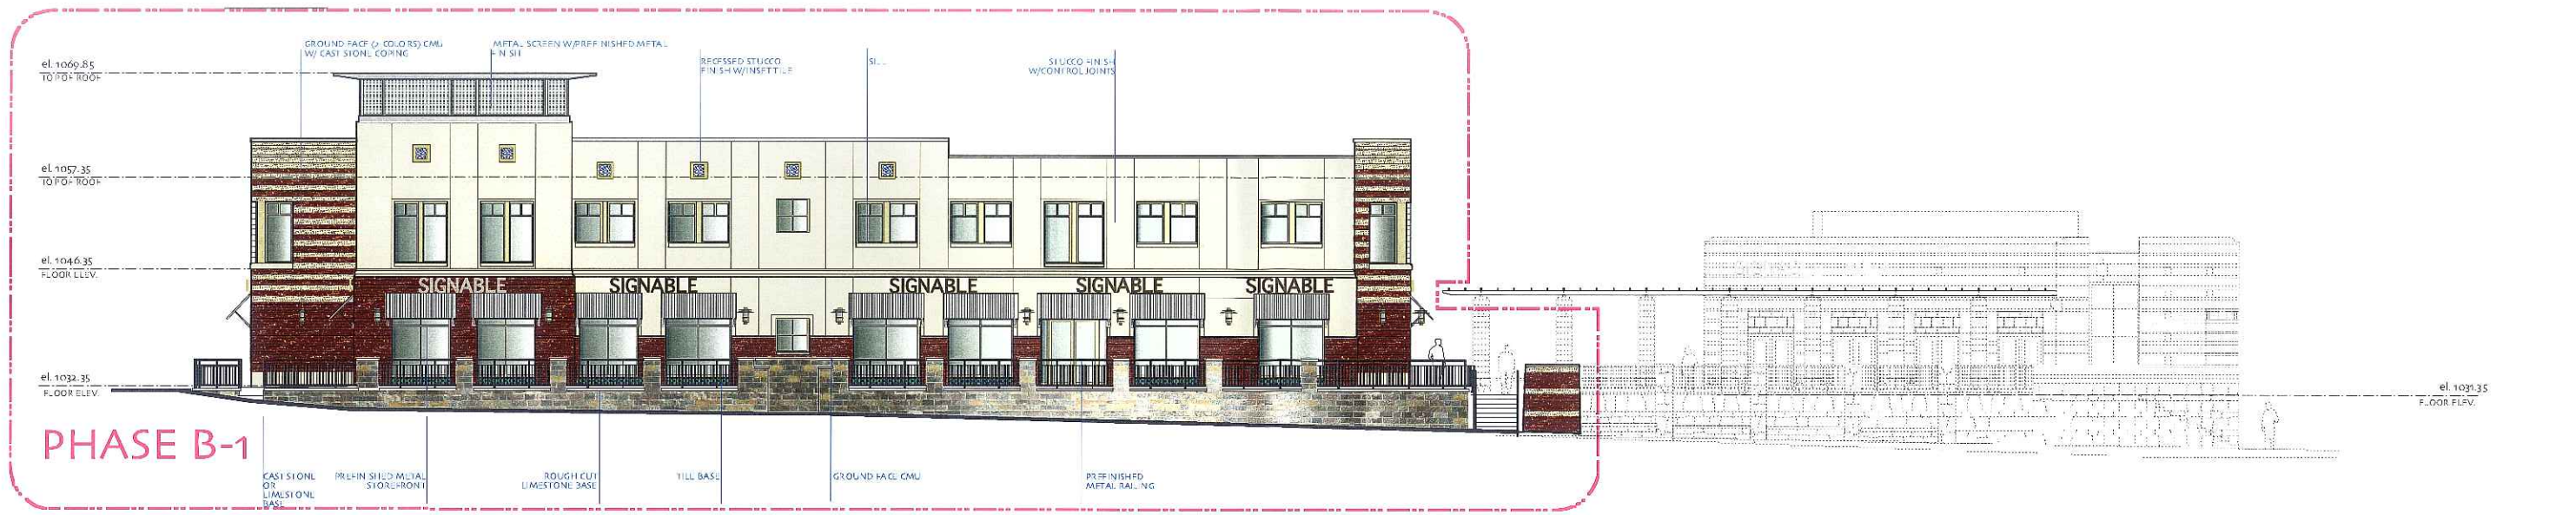 GROUND FACE (2 COLORS) CMU
W/ CAST STONE COPING
METAL SCREEN W/PREFINISHED METAL
FINISH
RECESSED STUCCO
FINISH W/INSET TILE
STUCCO FINISH
W/CONTROL JOINTS
el. 1069.85
TOP OF ROOF
el. 1057.35
TOP OF ROOF
el. 1046.35
FLOOR ELEV.
SIGNABLE
SIGNABLE
SIGNABLE
SIGNABLE
SIGNABLE
el. 1032.35
FLOOR ELEV.
el. 1031.35
FLOOR ELEV.
PHASE B-1
CAST STONE
OR
LIMESTONE
BASE
PREFINISHED METAL
STOREFRONT
ROUGH CUT
LIMESTONE BASE
TILE BASE
GROUND FACE CMU
PREFINISHED
METAL RAILING